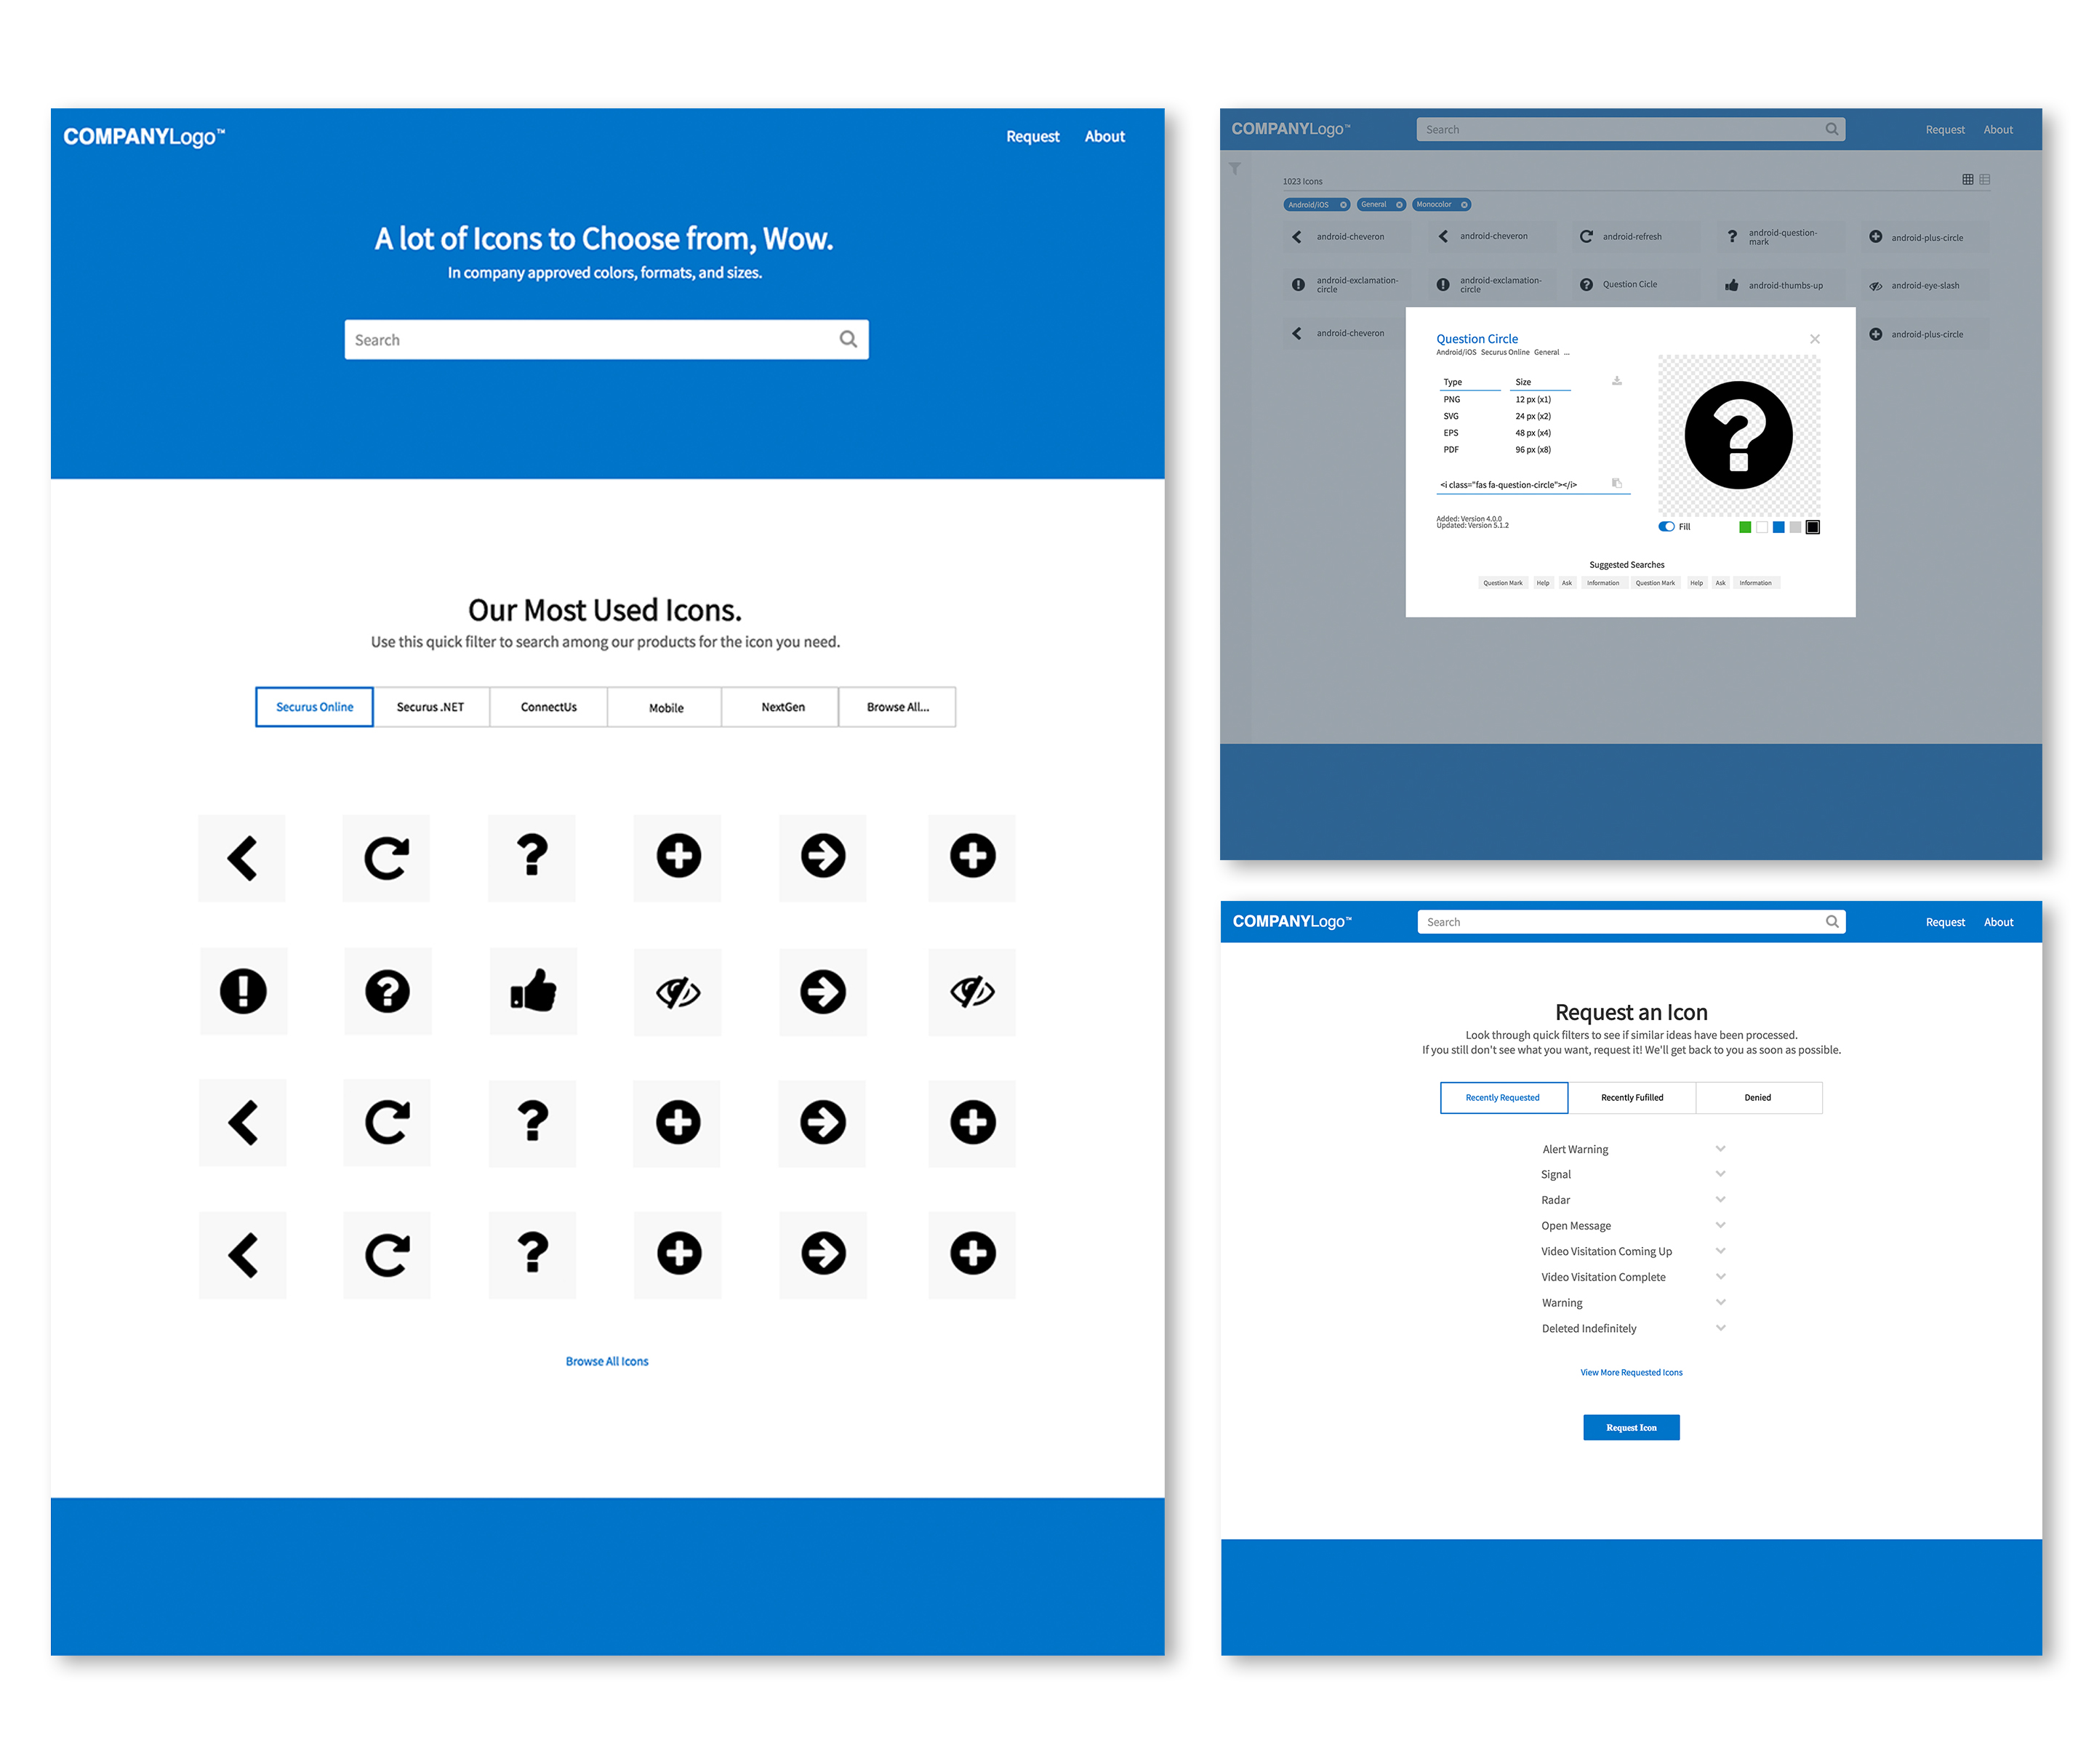 COMPANYLogo™
Request About
A lot of Icons to Choose from, Wow.
In company approved colors, formats, and sizes.
Search
Our Most Used Icons.
Use this quick filter to search among our products for the icon you need.
Securus Online Securus .NET ConnectUs Mobile NextGen Browse All...
Browse All Icons
COMPANYLogo™
Search
Request About
1023 Icons
Android/iOS General Monocolor
android-cheveron android-cheveron android-refresh android-question-
mark android-plus-circle
android-exclamation-
circle android-exclamation-
circle Question Cicle android-thumbs-up android-eye-slash
android-cheveron android-plus-circle
Question Circle
Android/iOS Securus Online General ...
Type Size
PNG 12 px (x1)
SVG 24 px (x2)
EPS 48 px (x4)
PDF 96 px (x8)
<i class="fas fa-question-circle"></i>
Added: Version 4.0.0
Updated: Version 5.1.2
Fill
Suggested Searches
Question Mark Help Ask Information Question Mark Help Ask Information
COMPANYLogo™
Search
Request About
Request an Icon
Look through quick filters to see if similar ideas have been processed.
If you still don't see what you want, request it! We'll get back to you as soon as possible.
Recently Requested Recently Fufilled Denied
Alert Warning
Signal
Radar
Open Message
Video Visitation Coming Up
Video Visitation Complete
Warning
Deleted Indefinitely
View More Requested Icons
Request Icon